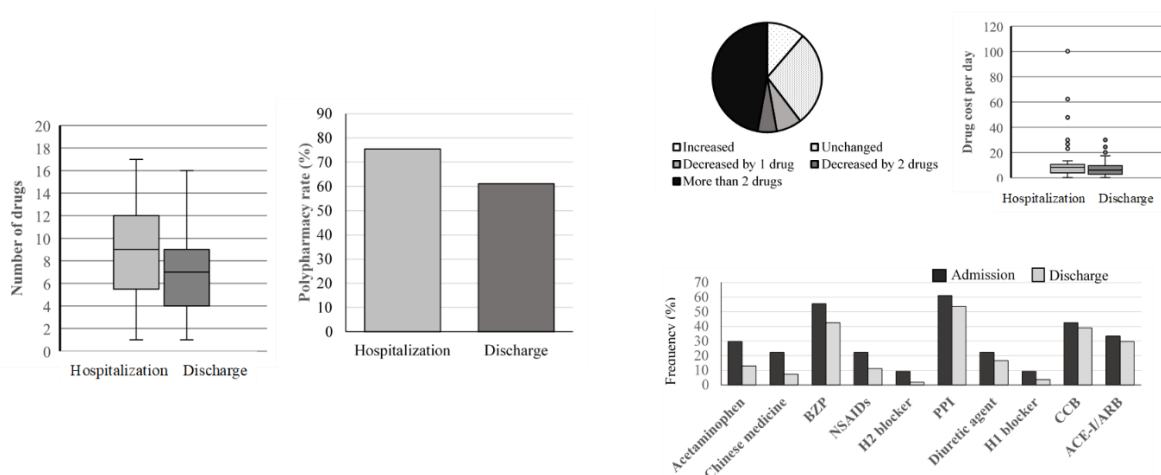 20
18
16
14
12
10
8
6
4
2
0
Number of drugs
Hospitalization Discharge
90
80
70
60
50
40
30
20
10
0
Polypharmacy rate (%)
Hospitalization Discharge
Increased Unchanged
Decreased by 1 drug Decreased by 2 drugs
More than 2 drugs
120
100
80
60
40
20
0
Drug cost per day
Hospitalization Discharge
Admission Discharge
70
60
50
40
30
20
10
0
Frequency (%)
Acetaminophen
Chinese medicine
BZP
NSAIDs
H2 blocker
PPI
Diuretic agent
H1 blocker
CCB
ACE-I/ARB